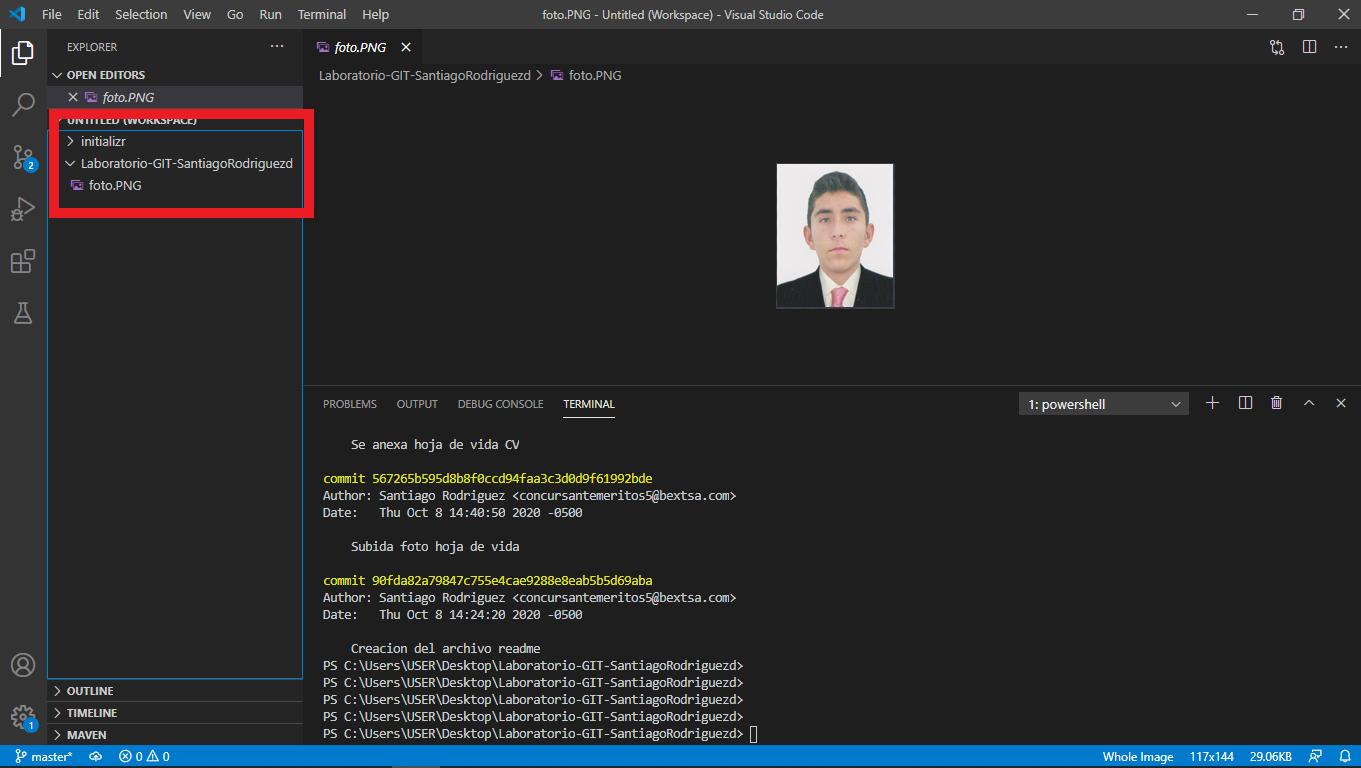 File Edit Selection View Go Run Terminal Help
foto.PNG - Untitled (Workspace) - Visual Studio Code
EXPLORER
OPEN EDITORS
foto.PNG
UNTITLED (WORKSPACE)
initializr
Laboratorio-GIT-SantiagoRodriguezd
foto.PNG
2
OUTLINE
TIMELINE
MAVEN
1
foto.PNG
Laboratorio-GIT-SantiagoRodriguezd > foto.PNG
PROBLEMS OUTPUT DEBUG CONSOLE TERMINAL
1: powershell
Se anexa hoja de vida CV
commit 567265b595d8b8f0ccd94faa3c3d0d9f61992bde
Author: Santiago Rodriguez <concursantemeritos5@bextsa.com>
Date:   Thu Oct 8 14:40:50 2020 -0500
Subida foto hoja de vida
commit 90fda82a79847c755e4cae9288e8eab5b5d69aba
Author: Santiago Rodriguez <concursantemeritos5@bextsa.com>
Date:   Thu Oct 8 14:24:20 2020 -0500
Creacion del archivo readme
PS C:\Users\USER\Desktop\Laboratorio-GIT-SantiagoRodriguezd>
PS C:\Users\USER\Desktop\Laboratorio-GIT-SantiagoRodriguezd>
PS C:\Users\USER\Desktop\Laboratorio-GIT-SantiagoRodriguezd>
PS C:\Users\USER\Desktop\Laboratorio-GIT-SantiagoRodriguezd>
PS C:\Users\USER\Desktop\Laboratorio-GIT-SantiagoRodriguezd>
master* 0 0 Whole Image 117x144 29.06KB